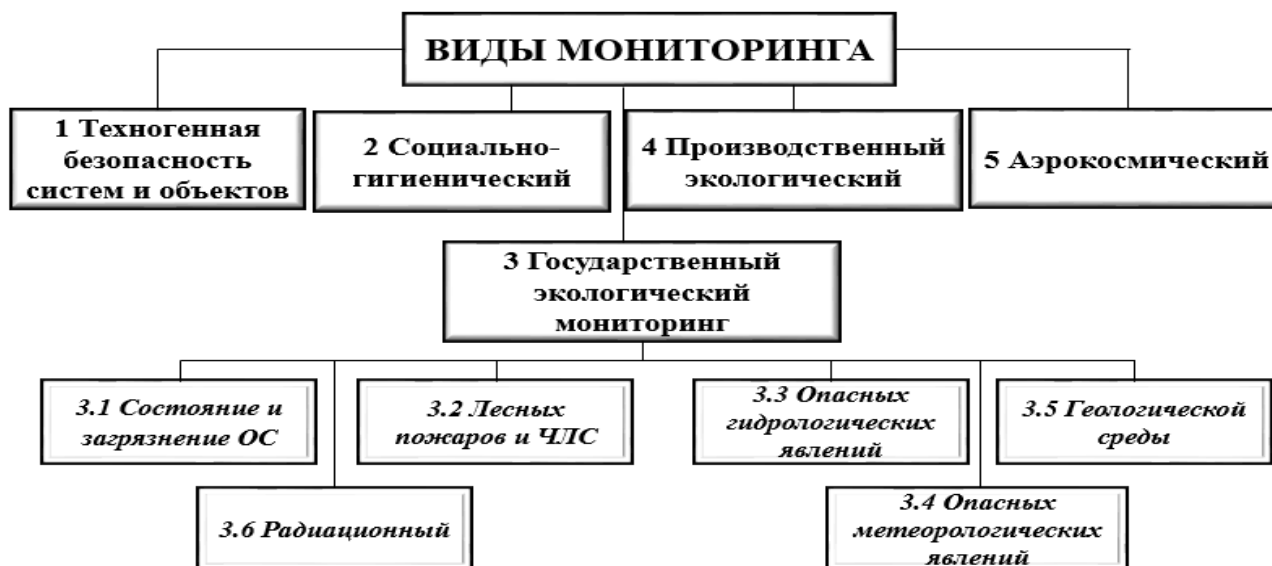 ВИДЫ МОНИТОРИНГА
1 Техногенная
безопасность
систем и объектов
2 Социально-
гигиенический
4 Производственный
экологический
5 Аэрокосмический
3 Государственный
экологический
мониторинг
3.1 Состояние и
загрязнение ОС
3.2 Лесных
пожаров и ЧЛС
3.3 Опасных
гидрологических
явлений
3.5 Геологической
среды
3.6 Радиационный
3.4 Опасных
метеорологических
явлений